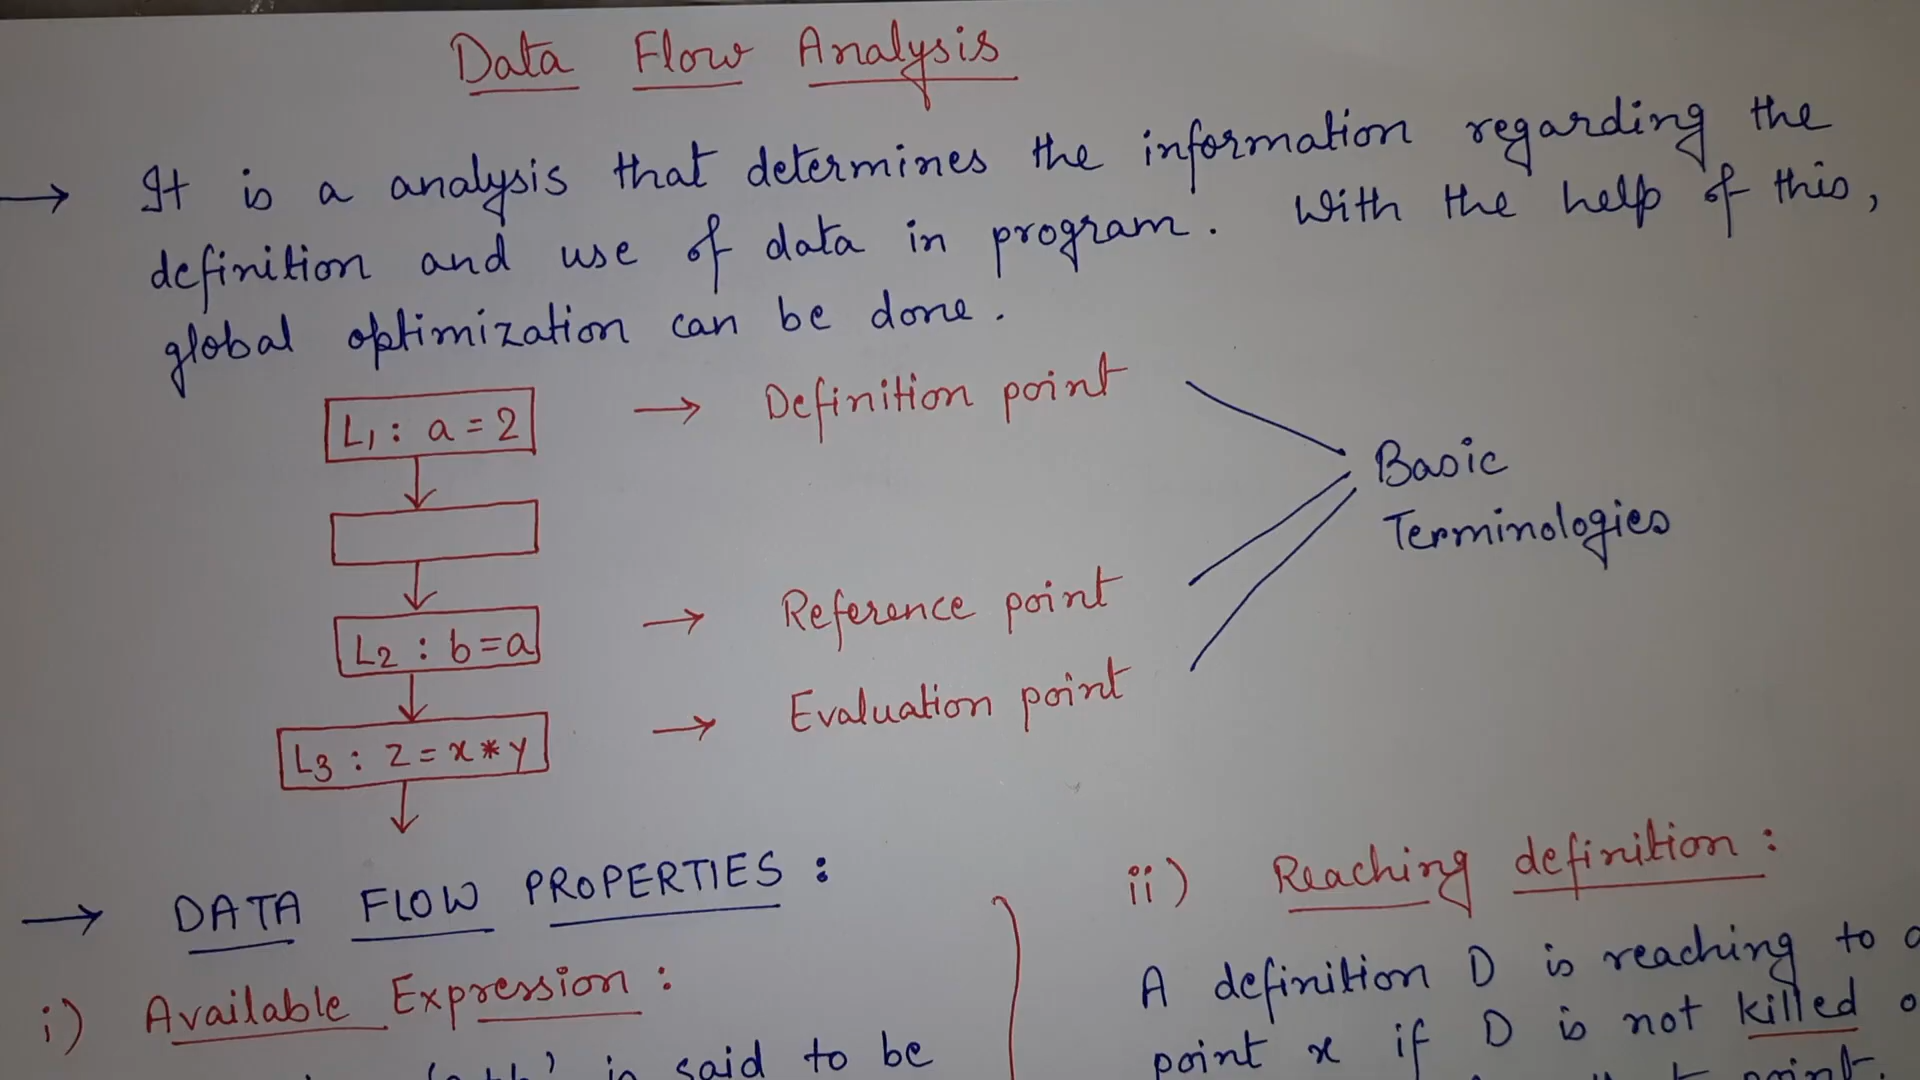 Data Flow Analysis
→ It is a analysis that determines the information regarding the
definition and use of data in program. With the help of this,
global optimization can be done.
L1 : a = 2 → Definition point
Basic
Terminologies
L2 : b = a → Reference point
L3 : z = x * y → Evaluation point
→ DATA FLOW PROPERTIES :
i) Available Expression :
is said to be
ii) Reaching definition :
A definition D is reaching to
point x if D is not killed
point.